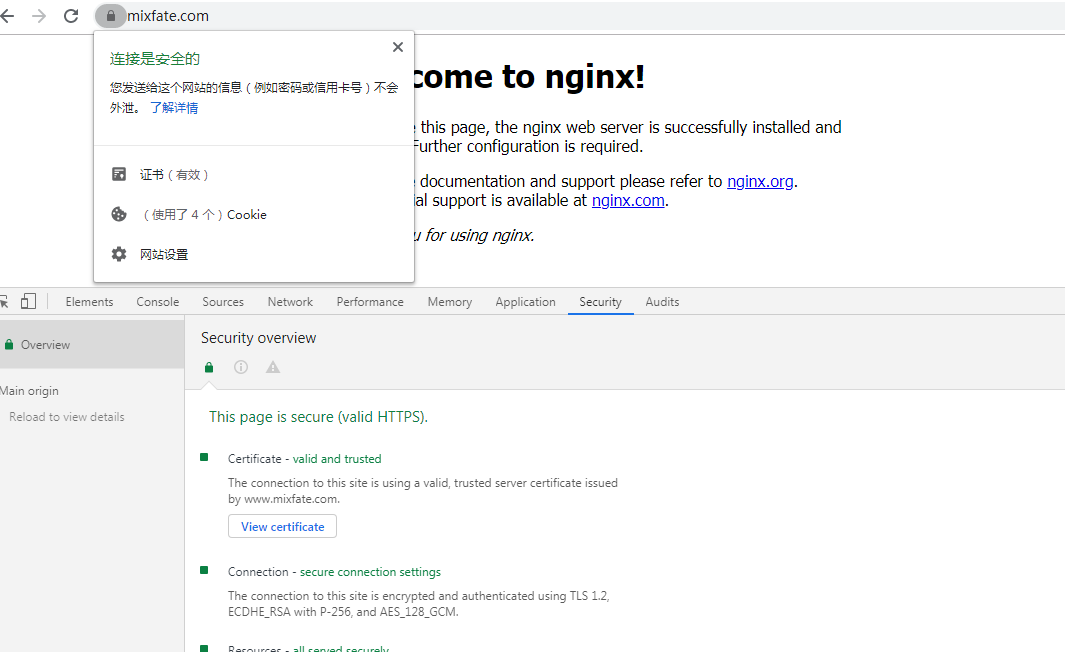 mixfate.com
连接是安全的
您发送给这个网站的信息（例如密码或信用卡号）不会
外泄。 了解详情
证书（有效）
（使用了 4 个）Cookie
网站设置
come to nginx!
this page, the nginx web server is successfully installed and
Further configuration is required.
documentation and support please refer to nginx.org.
ial support is available at nginx.com.
u for using nginx.
Elements Console Sources Network Performance Memory Application Security Audits
Overview
Main origin
Reload to view details
Security overview
This page is secure (valid HTTPS).
Certificate - valid and trusted
The connection to this site is using a valid, trusted server certificate issued
by www.mixfate.com.
View certificate
Connection - secure connection settings
The connection to this site is encrypted and authenticated using TLS 1.2,
ECDHE_RSA with P-256, and AES_128_GCM.
Resources - all served securely